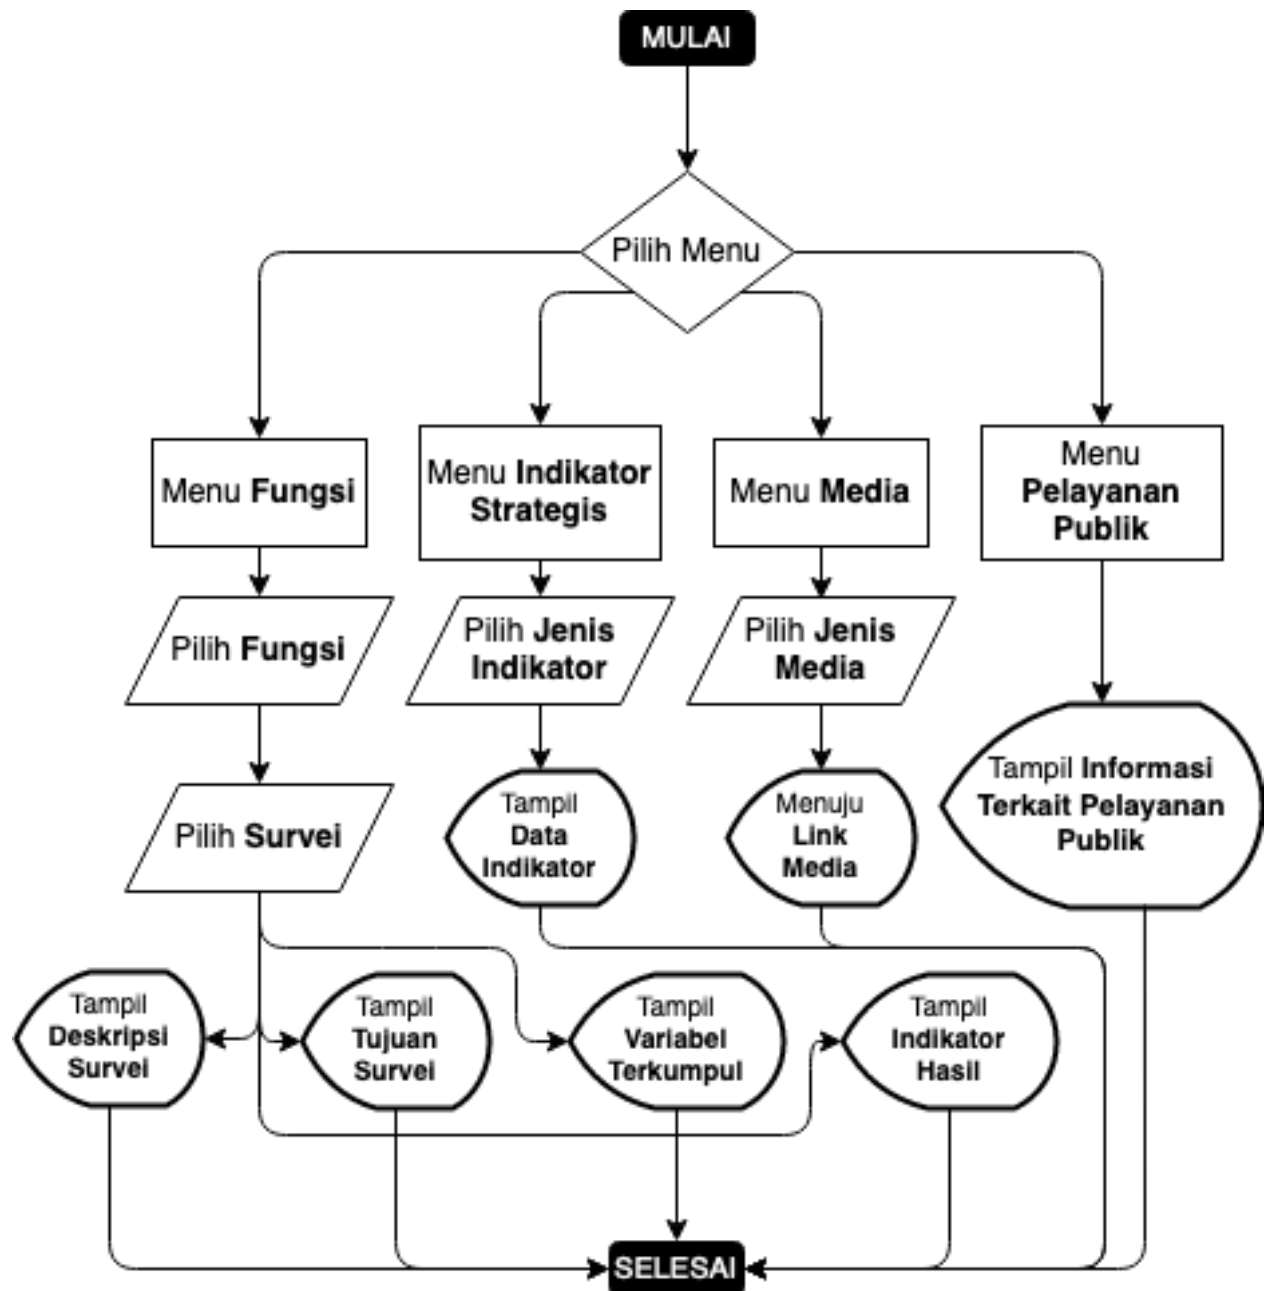 MULAI
Pilih Menu
Menu Fungsi
Menu Indikator
Strategis
Menu Media
Menu
Pelayanan
Publik
Pilih Fungsi
Pilih Jenis
Indikator
Pilih Jenis
Media
Tampil Informasi
Terkait Pelayanan
Publik
Pilih Survei
Tampil
Data
Indikator
Menuju
Link
Media
Tampil
Deskripsi
Survei
Tampil
Tujuan
Survei
Tampil
Variabel
Terkumpul
Tampil
Indikator
Hasil
SELESAI